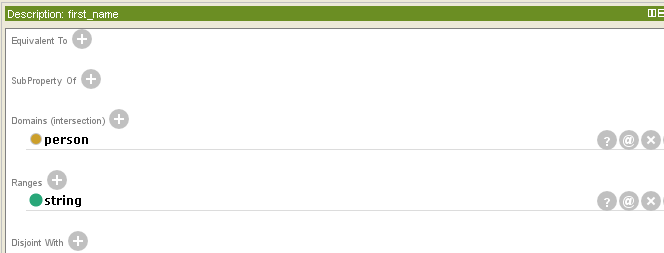 Description: first_name
Equivalent To
SubProperty Of
Domains (intersection)
person
? @
Ranges
string
? @
Disjoint With